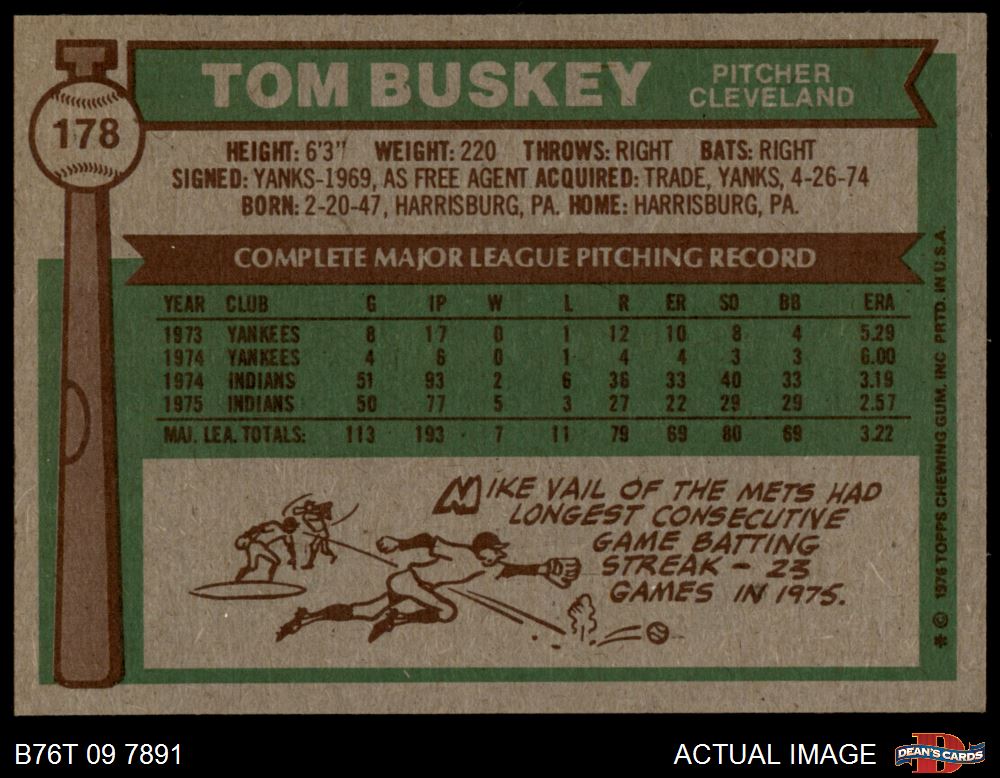 178
TOM BUSKEY
PITCHER
CLEVELAND
HEIGHT: 6'3" WEIGHT: 220 THROWS: RIGHT BATS: RIGHT
SIGNED: YANKS-1969, AS FREE AGENT ACQUIRED: TRADE, YANKS, 4-26-74
BORN: 2-20-47, HARRISBURG, PA. HOME: HARRISBURG, PA.
COMPLETE MAJOR LEAGUE PITCHING RECORD
YEAR CLUB G IP W L R ER SO BB ERA
1973 YANKEES 8 17 0 1 12 10 8 4 5.29
1974 YANKEES 4 6 0 1 4 4 3 3 6.00
1974 INDIANS 51 93 2 6 36 33 40 33 3.19
1975 INDIANS 50 77 5 3 27 22 29 29 2.57
MAJ. LEA. TOTALS: 113 193 7 11 79 69 80 69 3.22
MIKE VAIL OF THE METS HAD
LONGEST CONSECUTIVE
GAME BATTING
STREAK - 23
GAMES IN 1975.
* © 1976 TOPPS CHEWING GUM, INC PRTD. IN U.S.A.
B76T 09 7891
ACTUAL IMAGE
D
DEAN'S CARDS